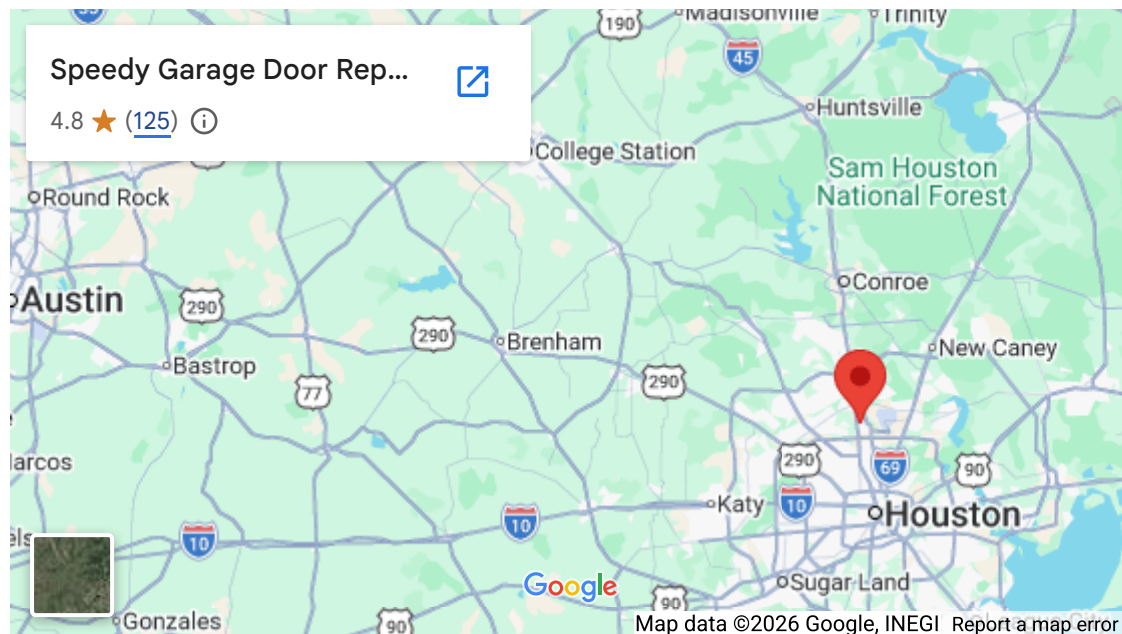 35
190
Madisonville
Trinity
45
Speedy Garage Door Rep...
4.8 ★ (125)
Huntsville
College Station
Sam Houston
National Forest
Round Rock
Conroe
Austin
290
290
Brenham
New Caney
Bastrop
290
77
arcos
290
69
90
Katy
10
Houston
10
10
els
Google
Sugar Land
90
Gonzales
90
Map data ©2026 Google, INEGI
Report a map error